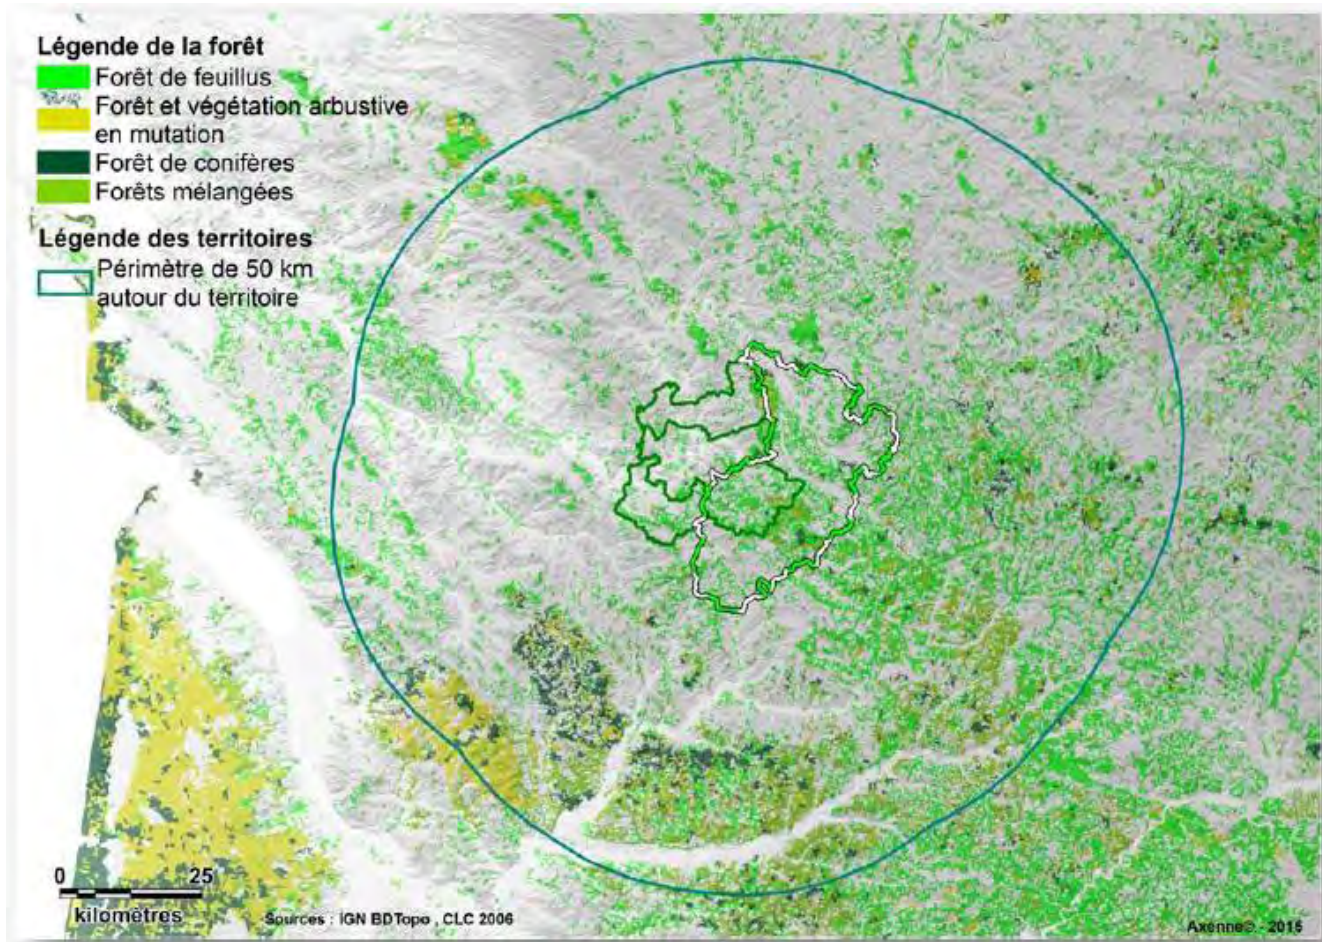 Légende de la forêt
Forêt de feuillus
Forêt et végétation arbustive
en mutation
Forêt de conifères
Forêts mélangées
Légende des territoires
Périmètre de 50 km
autour du territoire
0 25
kilomètres
Sources : IGN BDTopo , CLC 2006
Axenne© - 2015